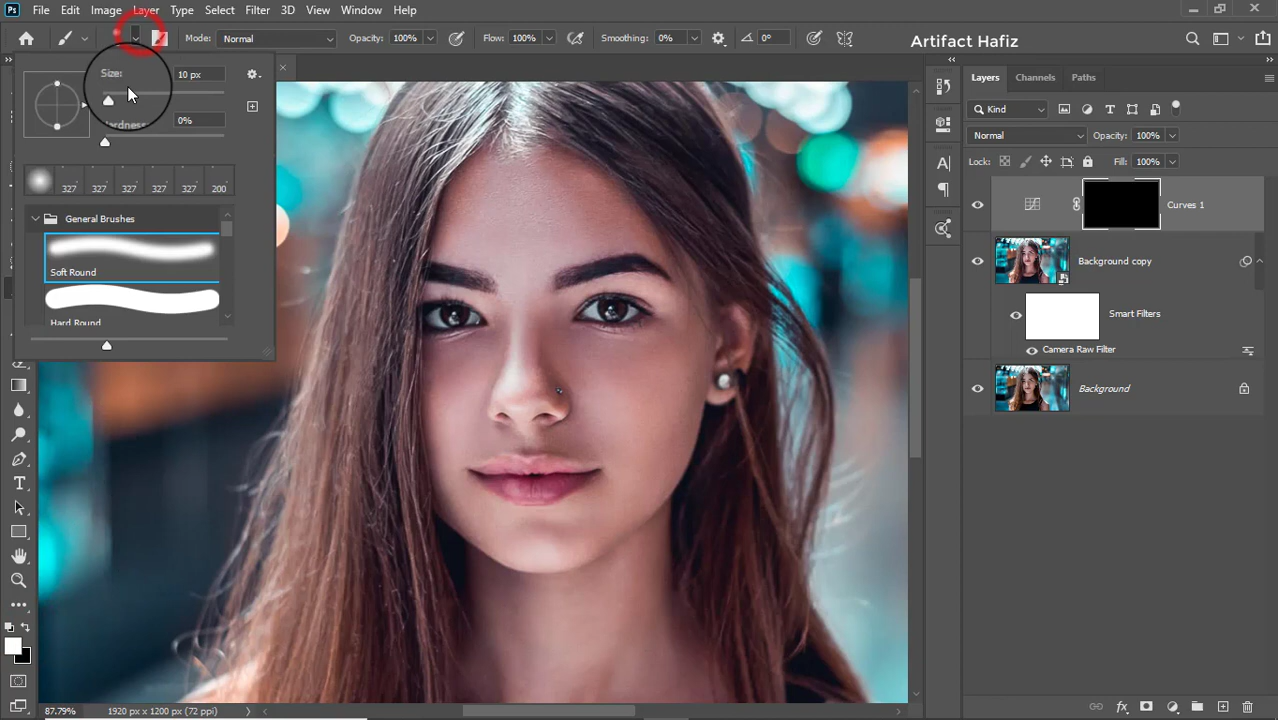 Ps File Edit Image Layer Type Select Filter 3D View Window Help
Mode: Normal Opacity: 100% Flow: 100% Smoothing: 0% 0° Artifact Hafiz
Size: 10 px
Hardness 0%
327 327 327 327 327 200
General Brushes
Soft Round
Hard Round
Layers Channels Paths
Kind
Normal Opacity: 100%
Lock: Fill: 100%
Curves 1
Background copy
Smart Filters
Camera Raw Filter
Background
87.79% 1920 px x 1200 px (72 ppi)